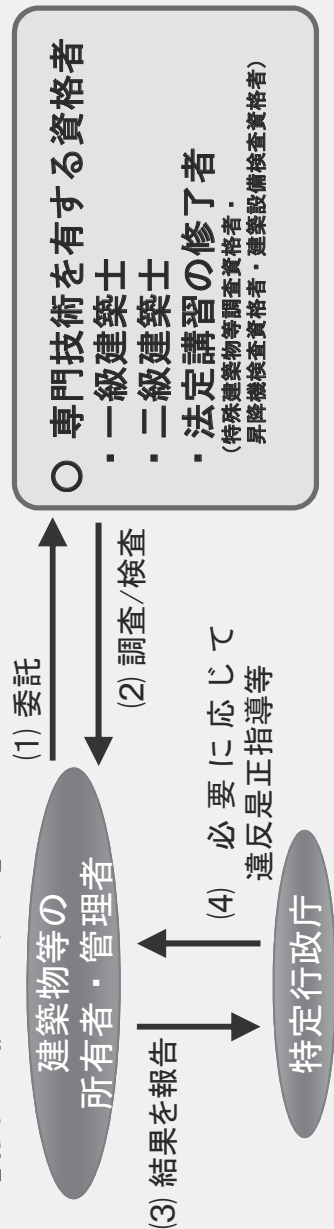 建築物等の
所有者・管理者
(1) 委託
(2) 調査/検査
○ 専門技術を有する資格者
・一級建築士
・二級建築士
・法定講習の修了者
(特殊建築物等調査資格者・
昇降機検査資格者・建築設備検査資格者)
(3) 結果を報告
(4) 必要に応じて
違反是正指導等
特定行政庁